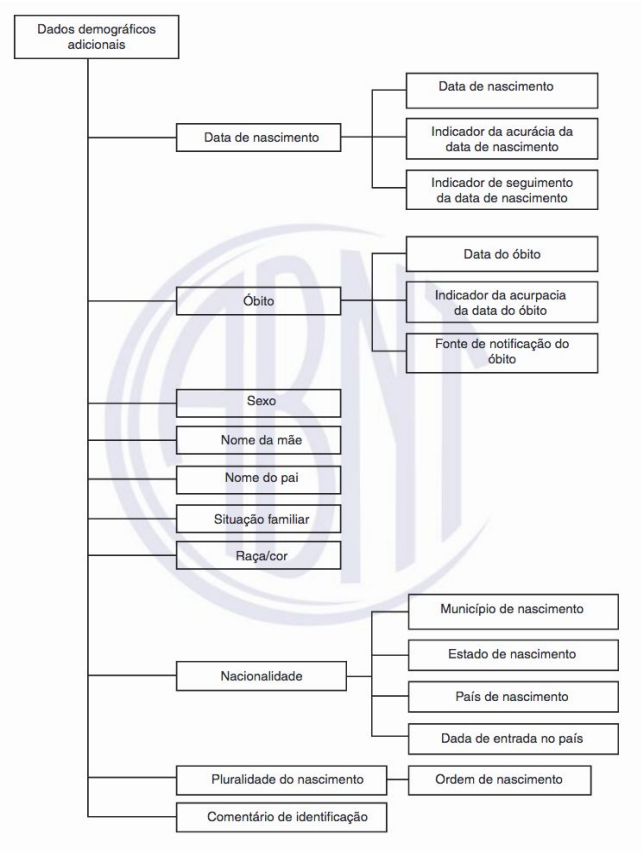 Dados demográficos
adicionais
Data de nascimento
Data de nascimento
Indicador da acurácia da
data de nascimento
Indicador de seguimento
da data de nascimento
Óbito
Data do óbito
Indicador da acurpacia
da data do óbito
Fonte de notificação do
óbito
Sexo
Nome da mãe
Nome do pai
Situação familiar
Raça/cor
Nacionalidade
Município de nascimento
Estado de nascimento
País de nascimento
Dada de entrada no país
Pluralidade do nascimento
Ordem de nascimento
Comentário de identificação
ABNT